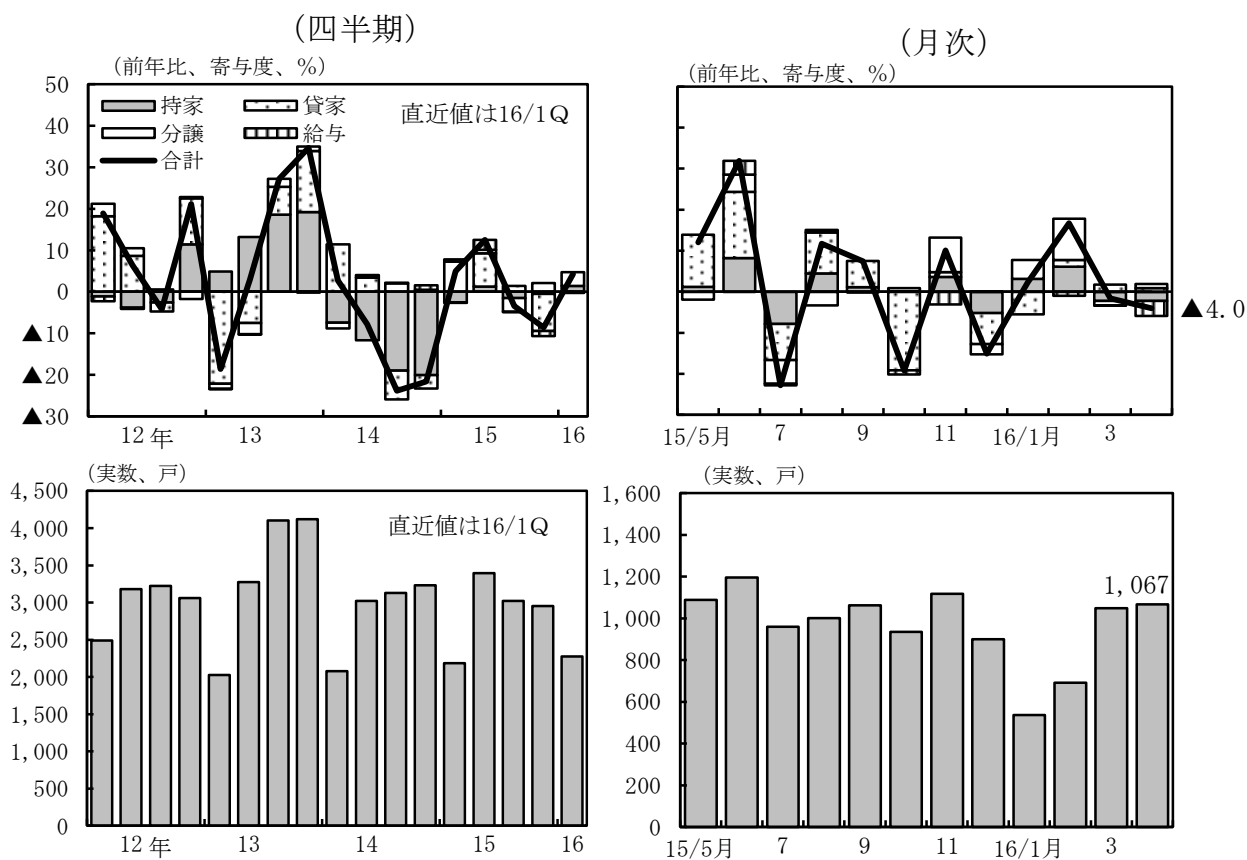 (四半期)
(前年比、寄与度、%)
50
40
30
20
10
0
▲10
▲20
▲30
持家
貸家
分譲
給与
合計
直近値は16/1Q
12年
13
14
15
16
(月次)
(前年比、寄与度、%)
▲4.0
15/5月
7
9
11
16/1月
3
(実数、戸)
4,500
4,000
3,500
3,000
2,500
2,000
1,500
1,000
500
0
直近値は16/1Q
12年
13
14
15
16
(実数、戸)
1,600
1,400
1,200
1,000
800
600
400
200
0
1,067
15/5月
7
9
11
16/1月
3